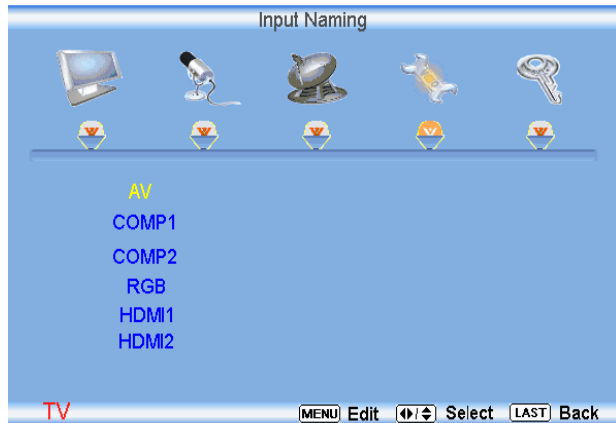 Input Naming
AV
COMP1
COMP2
RGB
HDMI1
HDMI2
TV MENU Edit Select LAST Back